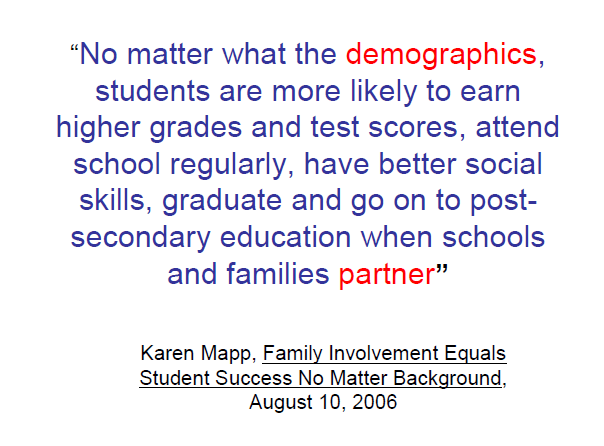 “No matter what the demographics,
students are more likely to earn
higher grades and test scores, attend
school regularly, have better social
skills, graduate and go on to post-
secondary education when schools
and families partner”
Karen Mapp, Family Involvement Equals
Student Success No Matter Background,
August 10, 2006